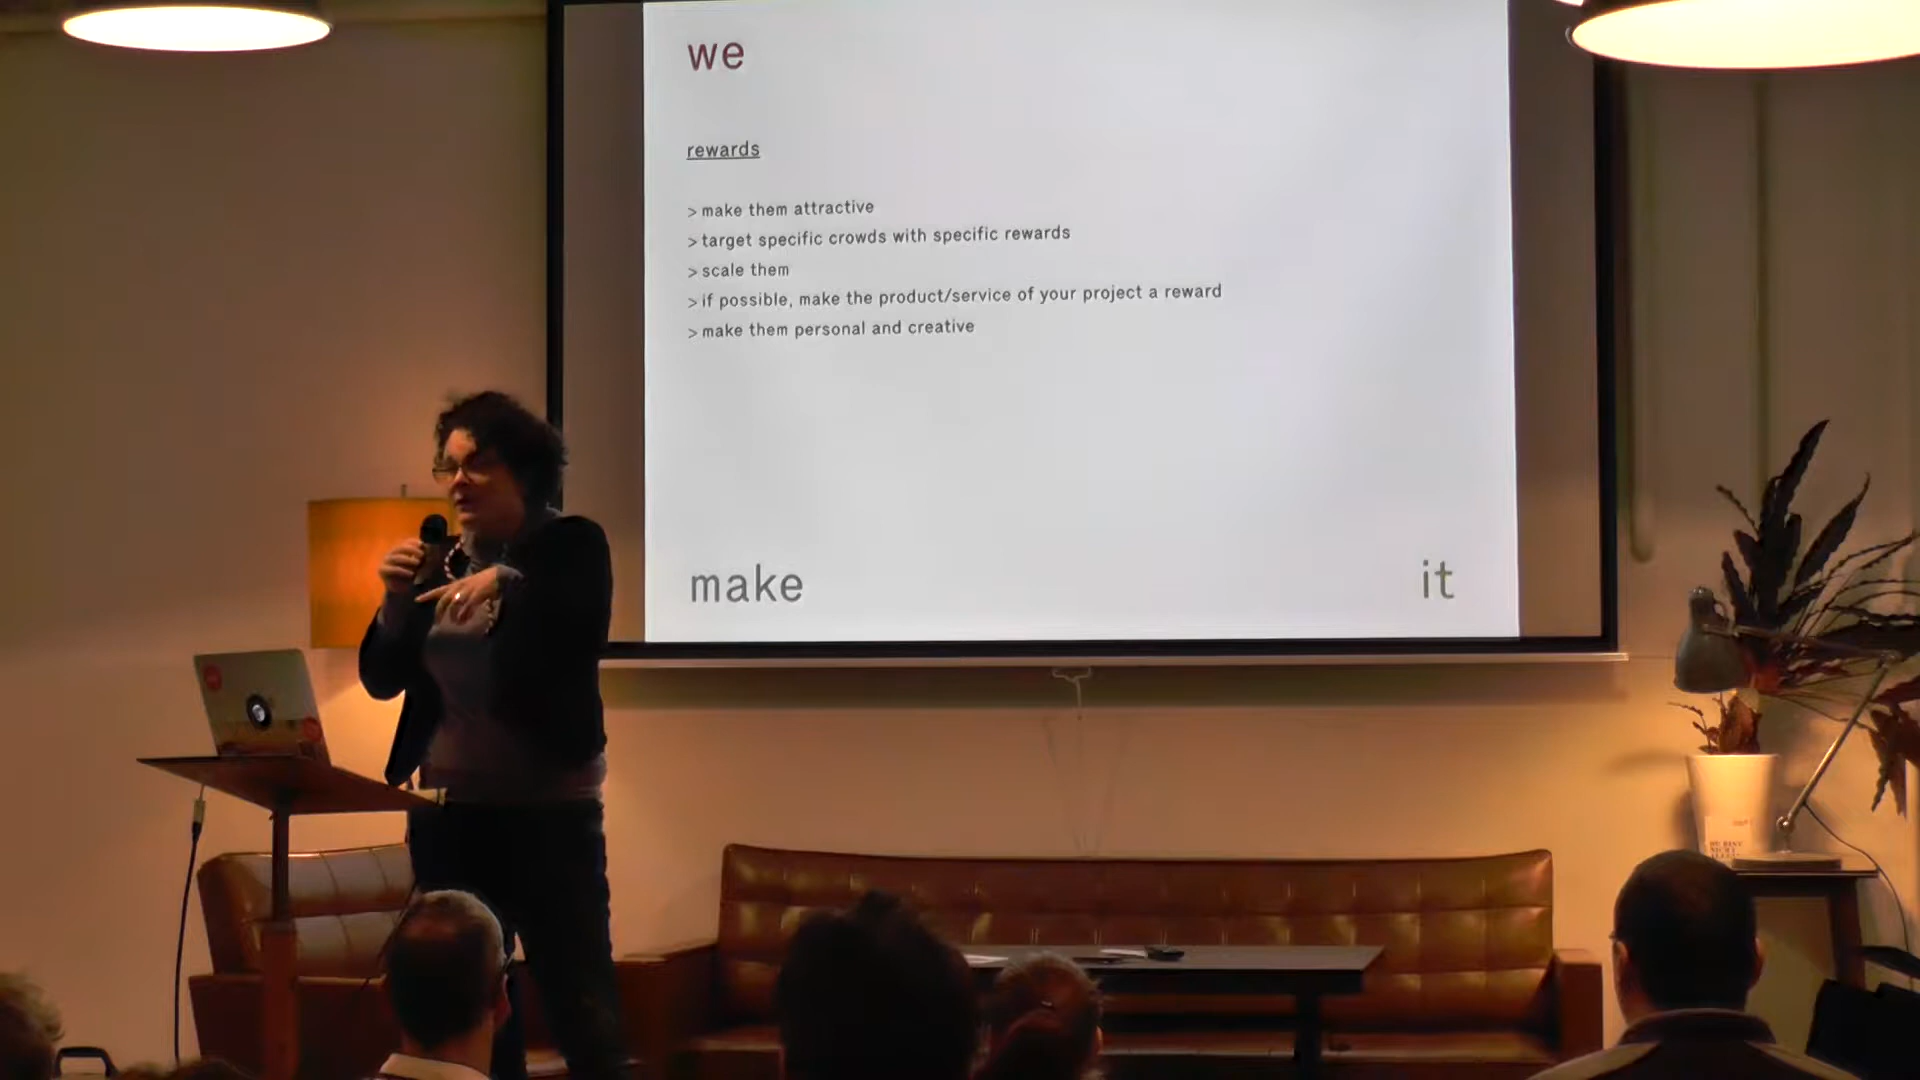 we
rewards
> make them attractive
> target specific crowds with specific rewards
> scale them
> if possible, make the product/service of your project a reward
> make them personal and creative
make it